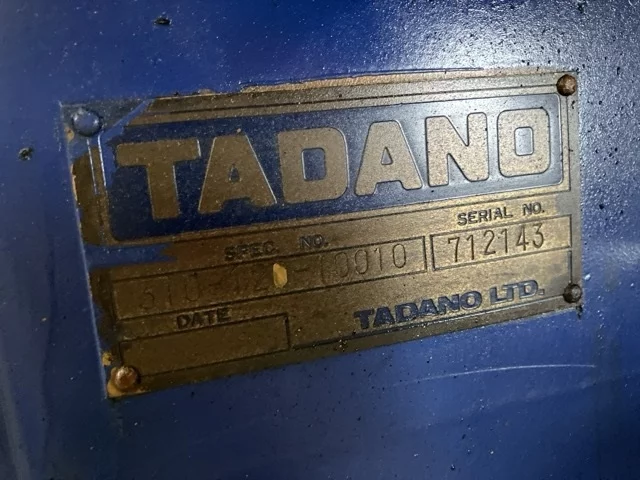 TADANO
SPEC. NO.
SERIAL NO.
712143
DATE
TADANO LTD.